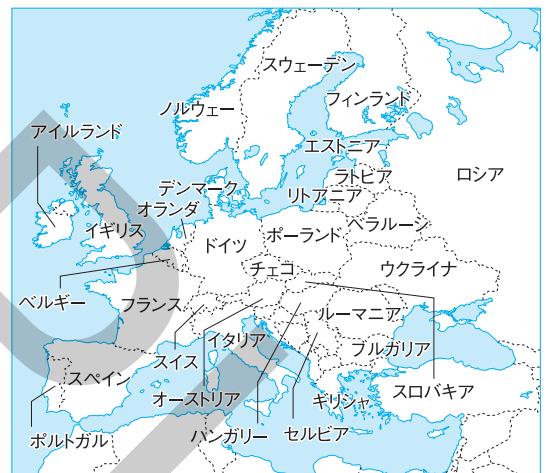 スウェーデン
フィンランド
ノルウェー
アイルランド
エストニア
ラトビア
ロシア
デンマーク
リトアニア
オランダ
イギリス
ドイツ
ポーランド
ベラルーシ
チェコ
ウクライナ
ベルギー
フランス
ルーマニア
スイス
イタリア
ブルガリア
スペイン
オーストリア
ギリシャ
スロバキア
ポルトガル
ハンガリー
セルビア